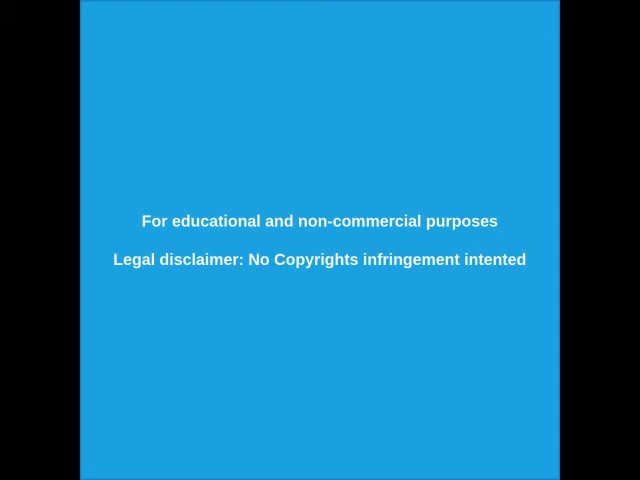 For educational and non-commercial purposes
Legal disclaimer: No Copyrights infringement intented